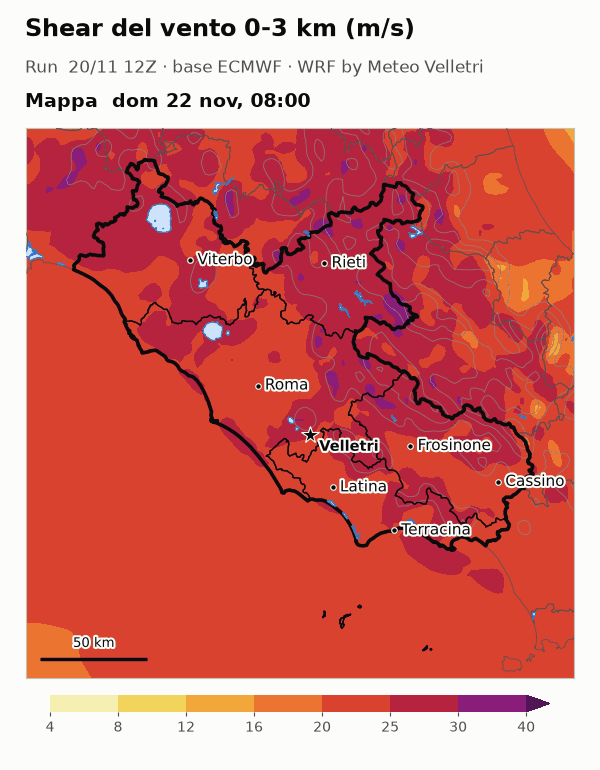 Shear del vento 0-3 km (m/s)
Run  20/11 12Z · base ECMWF · WRF by Meteo Velletri
Mappa  dom 22 nov, 08:00
Viterbo
Rieti
Roma
Velletri
Frosinone
Latina
Cassino
Terracina
50 km
4 8 12 16 20 25 30 40